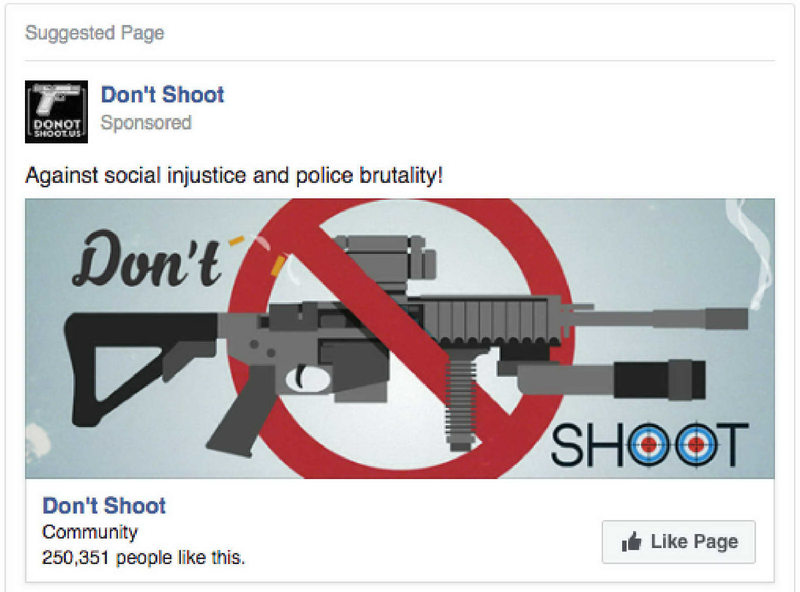 Suggested Page
DONOT
SHOOT.US
Don't Shoot
Sponsored
Against social injustice and police brutality!
Don't
SHOOT
Don't Shoot
Community
250,351 people like this.
Like Page